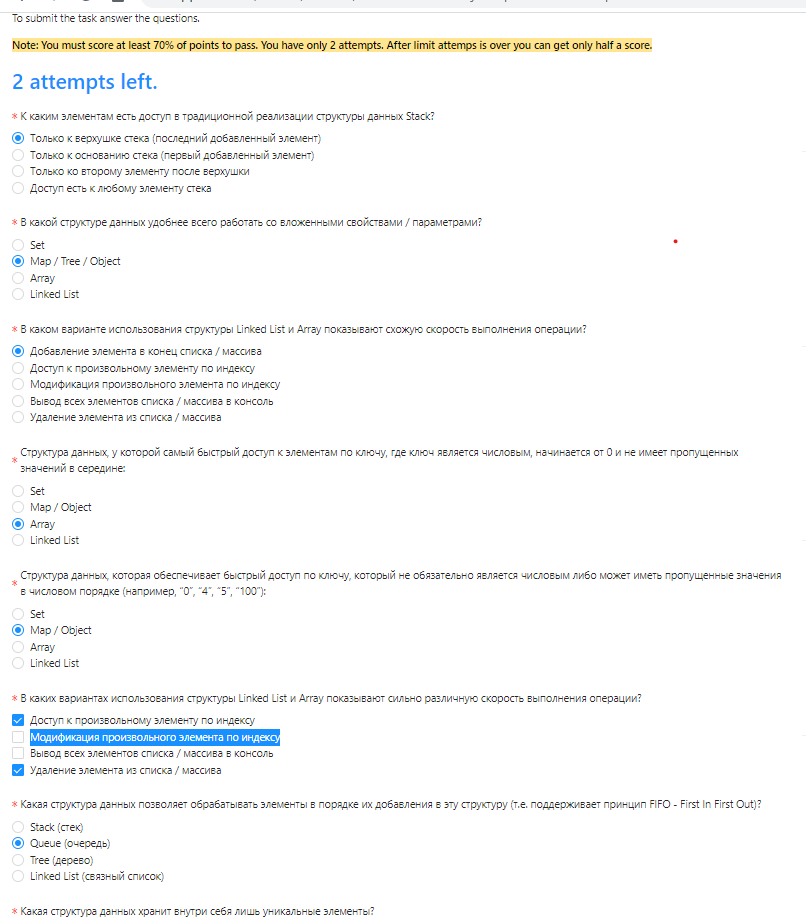 To submit the task answer the questions.
Note: You must score at least 70% of points to pass. You have only 2 attempts. After limit attemps is over you can get only half a score.
2 attempts left.
* К каким элементам есть доступ в традиционной реализации структуры данных Stack?
Только к верхушке стека (последний добавленный элемент)
Только к основанию стека (первый добавленный элемент)
Только ко второму элементу после верхушки
Доступ есть к любому элементу стека
* В какой структуре данных удобнее всего работать со вложенными свойствами / параметрами?
Set
Map / Tree / Object
Array
Linked List
* В каком варианте использования структуры Linked List и Array показывают схожую скорость выполнения операции?
Добавление элемента в конец списка / массива
Доступ к произвольному элементу по индексу
Модификация произвольного элемента по индексу
Вывод всех элементов списка / массива в консоль
Удаление элемента из списка / массива
* Структура данных, у которой самый быстрый доступ к элементам по ключу, где ключ является числовым, начинается от 0 и не имеет пропущенных
значений в середине:
Set
Map / Object
Array
Linked List
* Структура данных, которая обеспечивает быстрый доступ по ключу, который не обязательно является числовым либо может иметь пропущенные значения
в числовом порядке (например, "0", "4", "5", "100"):
Set
Map / Object
Array
Linked List
* В каких вариантах использования структуры Linked List и Array показывают сильно различную скорость выполнения операции?
Доступ к произвольному элементу по индексу
Модификация произвольного элемента по индексу
Вывод всех элементов списка / массива в консоль
Удаление элемента из списка / массива
* Какая структура данных позволяет обрабатывать элементы в порядке их добавления в эту структуру (т.е. поддерживает принцип FIFO - First In First Out)?
Stack (стек)
Queue (очередь)
Tree (дерево)
Linked List (связный список)
* Какая структура данных хранит внутри себя лишь уникальные элементы?